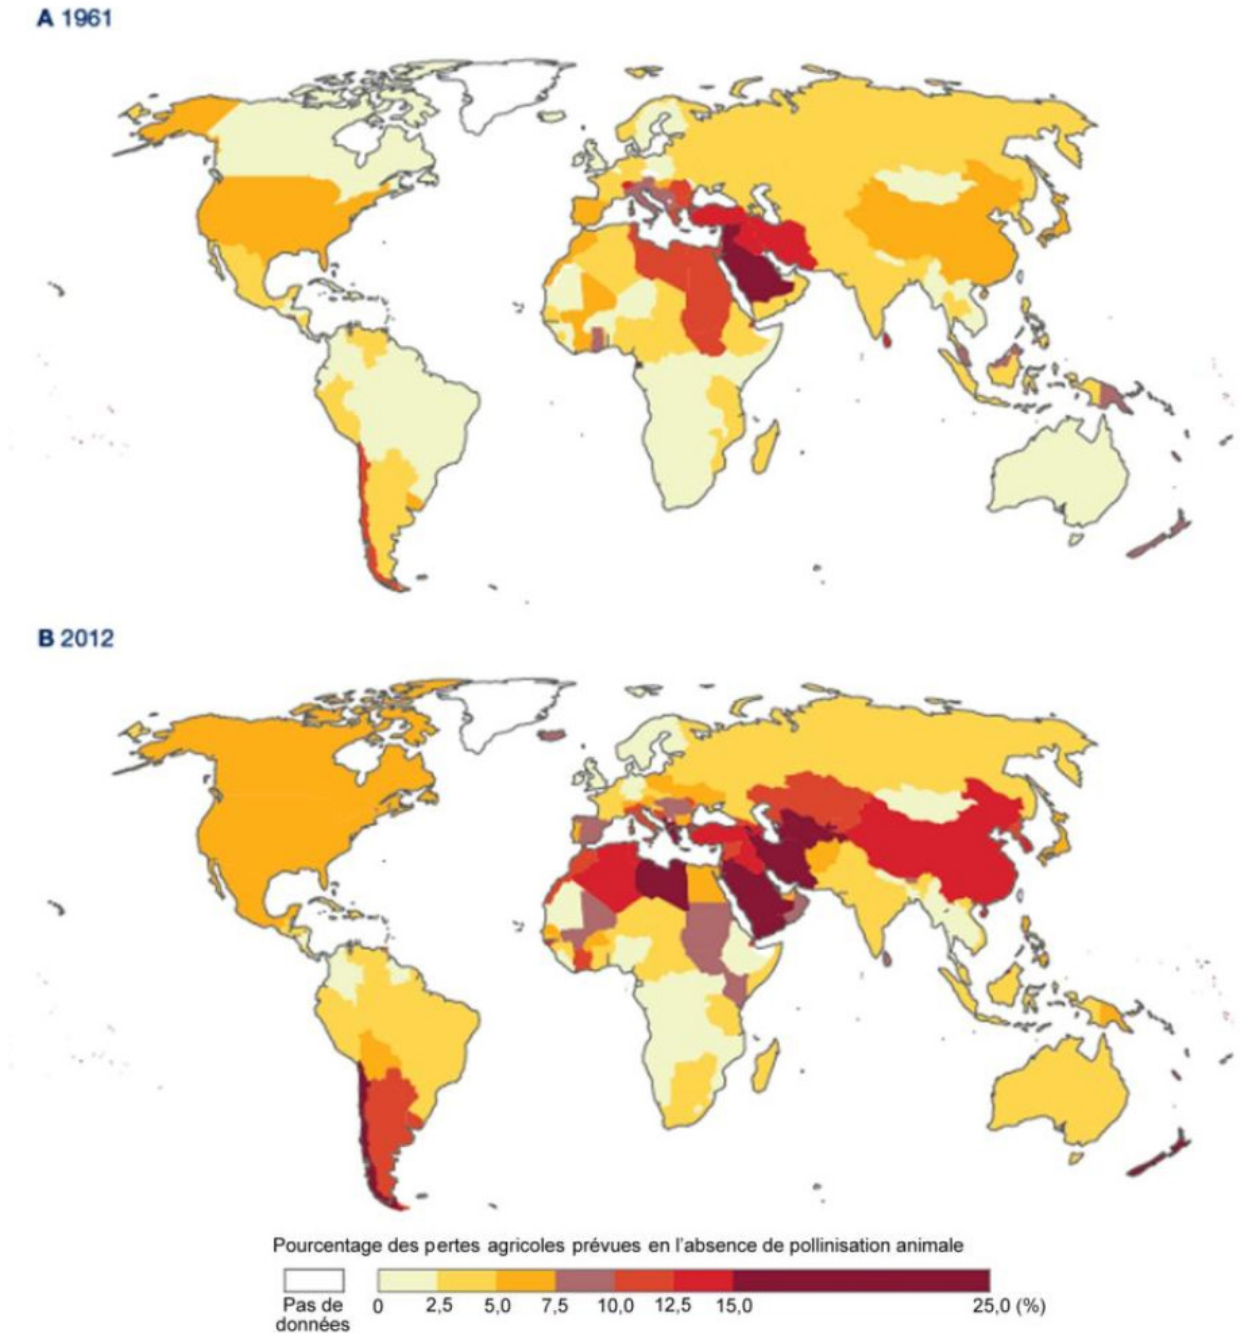 A 1961
B 2012
Pourcentage des pertes agricoles prévues en l'absence de pollinisation animale
Pas de données
0 2,5 5,0 7,5 10,0 12,5 15,0 25,0 (%)